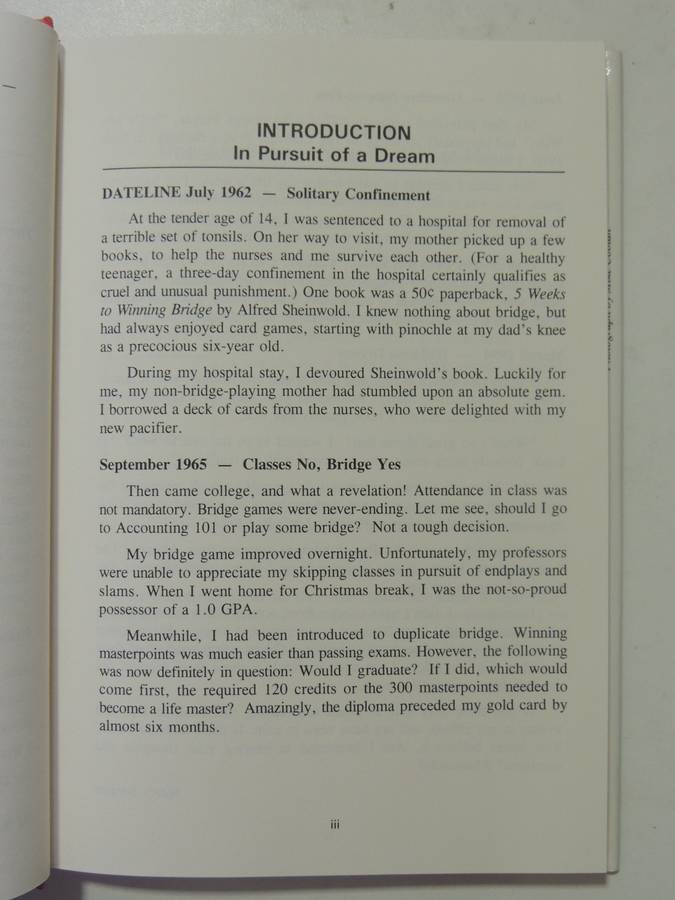 INTRODUCTION
In Pursuit of a Dream
DATELINE July 1962 — Solitary Confinement
At the tender age of 14, I was sentenced to a hospital for removal of
a terrible set of tonsils. On her way to visit, my mother picked up a few
books, to help the nurses and me survive each other. (For a healthy
teenager, a three-day confinement in the hospital certainly qualifies as
cruel and unusual punishment.) One book was a 50¢ paperback, 5 Weeks
to Winning Bridge by Alfred Sheinwold. I knew nothing about bridge, but
had always enjoyed card games, starting with pinochle at my dad's knee
as a precocious six-year old.
During my hospital stay, I devoured Sheinwold's book. Luckily for
me, my non-bridge-playing mother had stumbled upon an absolute gem.
I borrowed a deck of cards from the nurses, who were delighted with my
new pacifier.
September 1965 — Classes No, Bridge Yes
Then came college, and what a revelation! Attendance in class was
not mandatory. Bridge games were never-ending. Let me see, should I go
to Accounting 101 or play some bridge? Not a tough decision.
My bridge game improved overnight. Unfortunately, my professors
were unable to appreciate my skipping classes in pursuit of endplays and
slams. When I went home for Christmas break, I was the not-so-proud
possessor of a 1.0 GPA.
Meanwhile, I had been introduced to duplicate bridge. Winning
masterpoints was much easier than passing exams. However, the following
was now definitely in question: Would I graduate? If I did, which would
come first, the required 120 credits or the 300 masterpoints needed to
become a life master? Amazingly, the diploma preceded my gold card by
almost six months.
iii